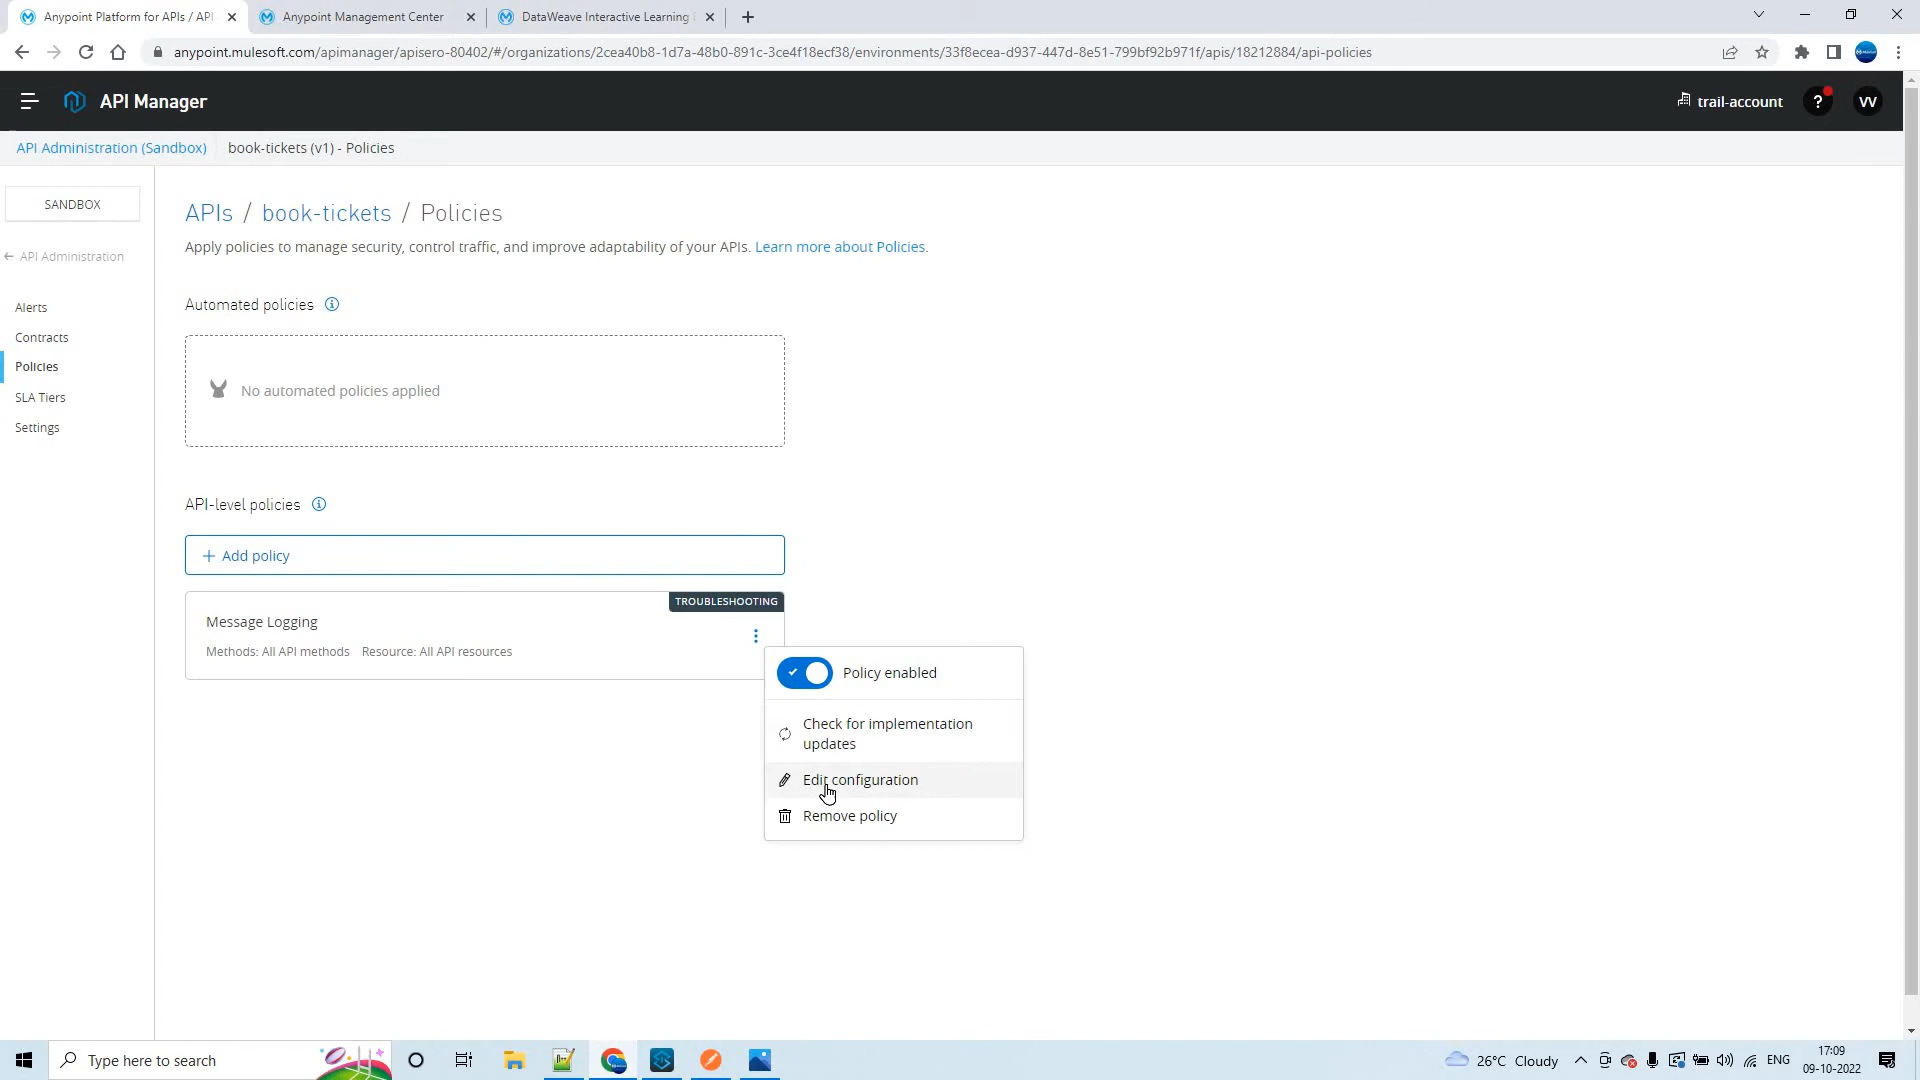 Anypoint Platform for APIs / API
Anypoint Management Center
DataWeave Interactive Learning
anypoint.mulesoft.com/apimanager/apisero-80402/#/organizations/2cea40b8-1d7a-48b0-891c-3ce4f18ecf38/environments/33f8ecea-d937-447d-8e51-799bf92b971f/apis/18212884/api-policies
API Manager
trail-account
?
VV
API Administration (Sandbox)
book-tickets (v1) - Policies
SANDBOX
API Administration
Alerts
Contracts
Policies
SLA Tiers
Settings
APIs / book-tickets / Policies
Apply policies to manage security, control traffic, and improve adaptability of your APIs. Learn more about Policies.
Automated policies
No automated policies applied
API-level policies
+ Add policy
TROUBLESHOOTING
Message Logging
Methods: All API methods Resource: All API resources
Policy enabled
Check for implementation
updates
Edit configuration
Remove policy
Type here to search
26°C Cloudy
ENG
17:09
09-10-2022